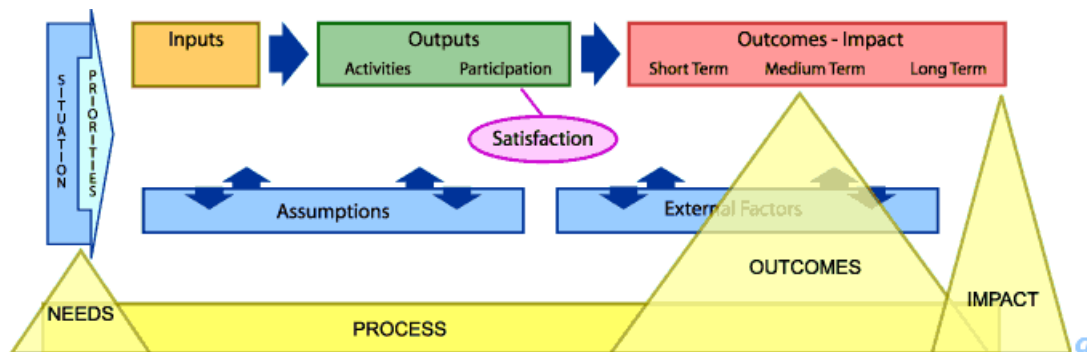 SITUATION
PRIORITIES
Inputs
Outputs
Activities Participation
Outcomes - Impact
Short Term Medium Term Long Term
Satisfaction
Assumptions
External Factors
NEEDS
PROCESS
OUTCOMES
IMPACT